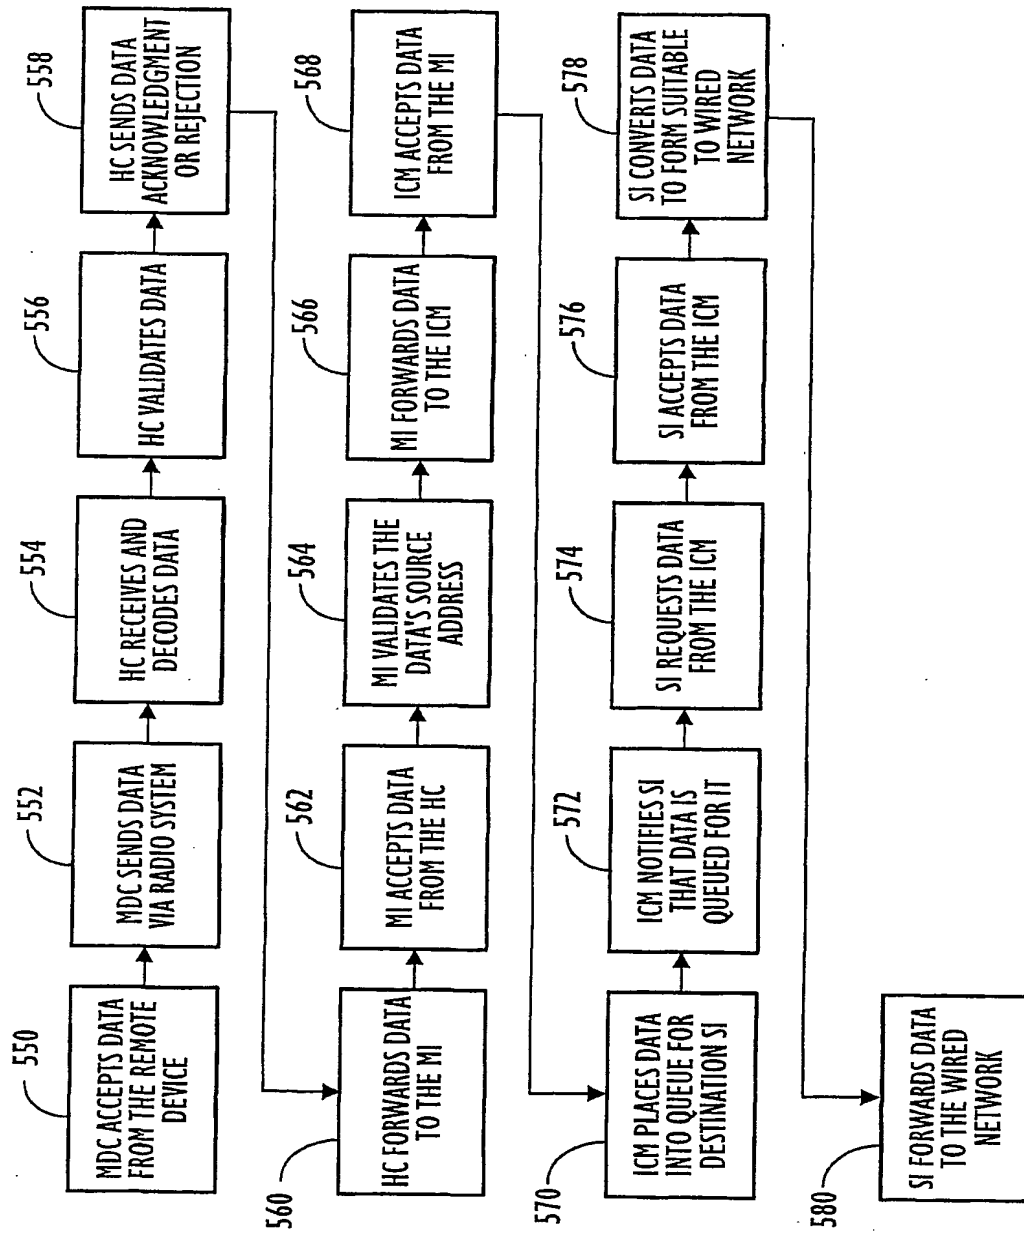 550
MDC ACCEPTS DATA
FROM THE REMOTE
DEVICE
552
MDC SENDS DATA
VIA RADIO SYSTEM
554
HC RECEIVES AND
DECODES DATA
556
HC VALIDATES DATA
558
HC SENDS DATA
ACKNOWLEDGMENT
OR REJECTION
560
HC FORWARDS DATA
TO THE MI
562
MI ACCEPTS DATA
FROM THE HC
564
MI VALIDATES THE
DATA'S SOURCE
ADDRESS
566
MI FORWARDS DATA
TO THE ICM
568
ICM ACCEPTS DATA
FROM THE MI
570
ICM PLACES DATA
INTO QUEUE FOR
DESTINATION SI
572
ICM NOTIFIES SI
THAT DATA IS
QUEUED FOR IT
574
SI REQUESTS DATA
FROM THE ICM
576
SI ACCEPTS DATA
FROM THE ICM
578
SI CONVERTS DATA
TO FORM SUITABLE
TO WIRED
NETWORK
580
SI FORWARDS DATA
TO THE WIRED
NETWORK